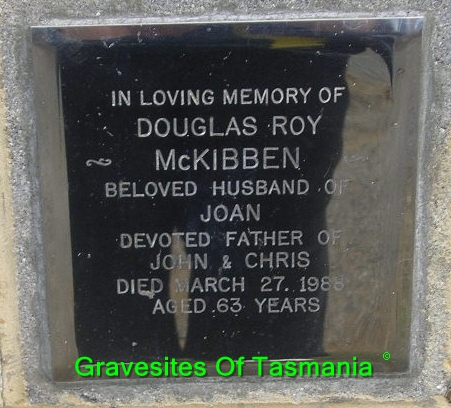 IN LOVING MEMORY OF
DOUGLAS ROY
McKIBBEN
BELOVED HUSBAND OF
JOAN
DEVOTED FATHER OF
JOHN & CHRIS
DIED MARCH 27. 1988
AGED 63 YEARS
Gravesites Of Tasmania ©